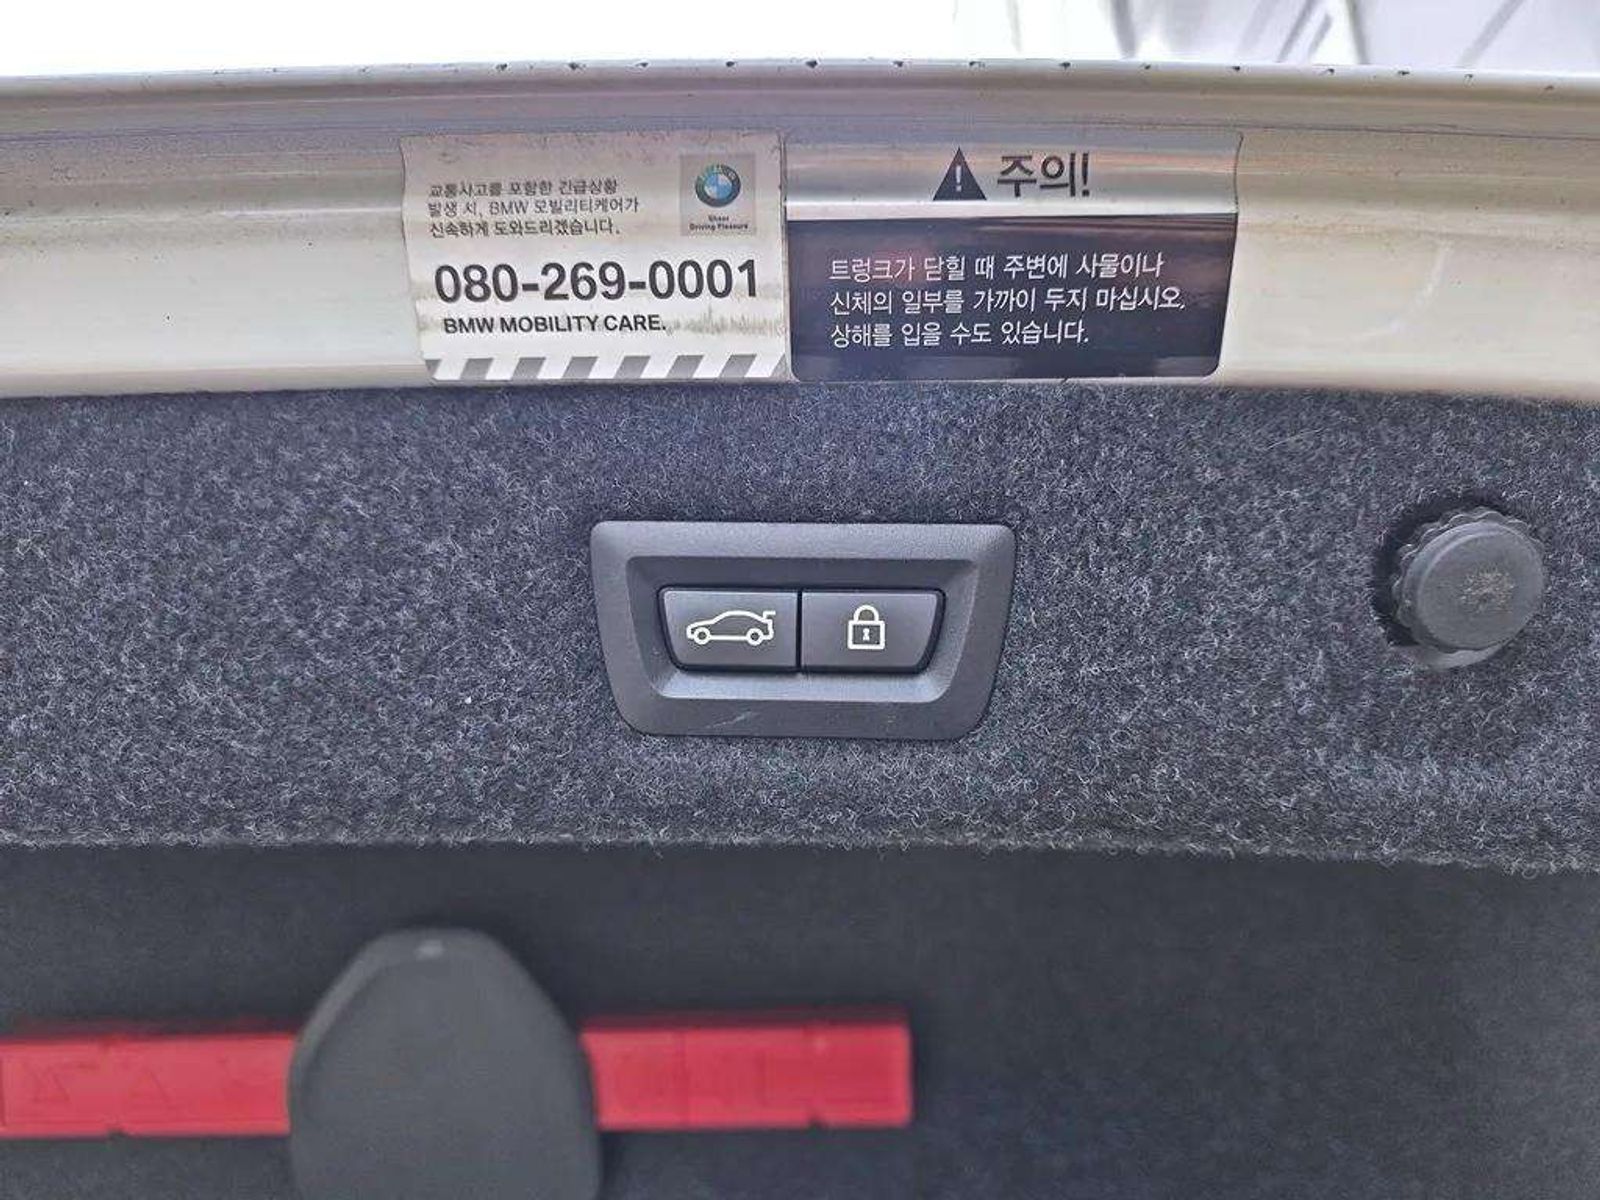 교통사고를 포함한 긴급상황
발생 시, BMW 모빌리티케어가
신속하게 도와드리겠습니다.
Sheer
Driving Pleasure
080-269-0001
BMW MOBILITY CARE.
주의!
트렁크가 닫힐 때 주변에 사물이나
신체의 일부를 가까이 두지 마십시오.
상해를 입을 수도 있습니다.